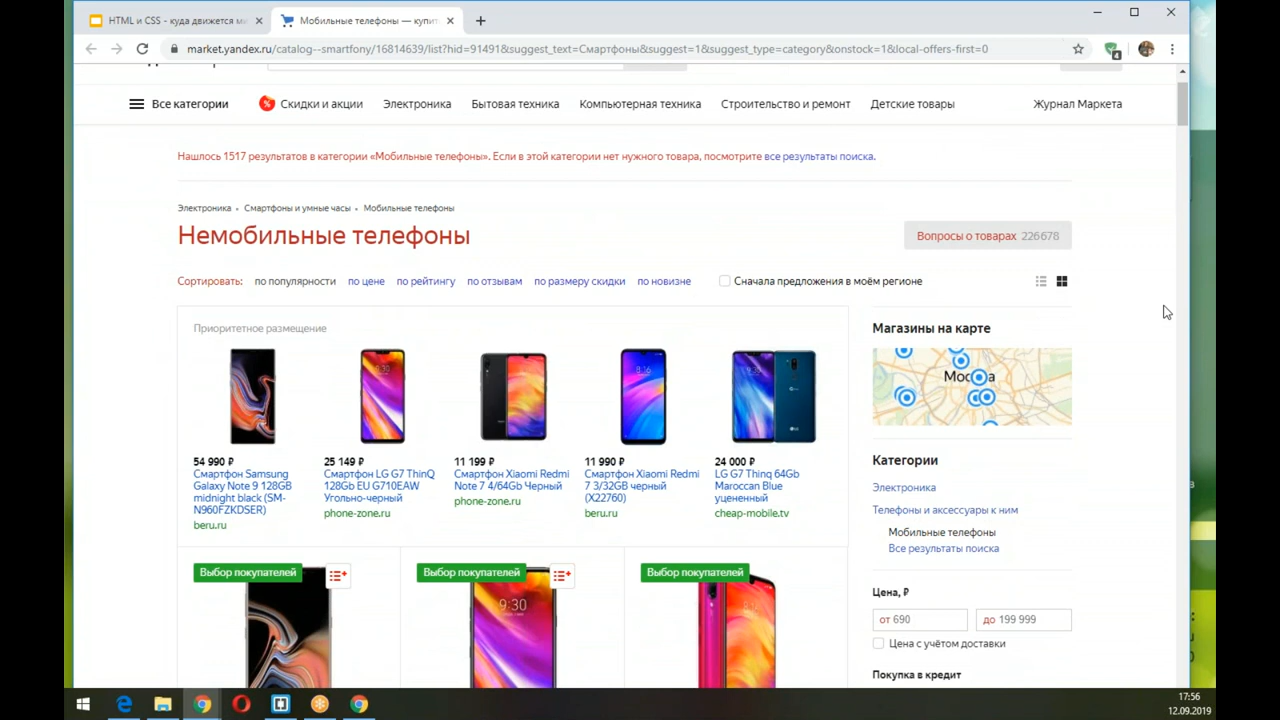 HTML и CSS - куда движется ми
Мобильные телефоны — купит
market.yandex.ru/catalog--smartfony/16814639/list?hid=91491&suggest_text=Смартфоны&suggest=1&suggest_type=category&onstock=1&local-offers-first=0
4
Все категории
%
Скидки и акции
Электроника
Бытовая техника
Компьютерная техника
Строительство и ремонт
Детские товары
Журнал Маркета
Нашлось 1517 результатов в категории «Мобильные телефоны». Если в этой категории нет нужного товара, посмотрите все результаты поиска.
Электроника • Смартфоны и умные часы • Мобильные телефоны
Немобильные телефоны
Вопросы о товарах 226678
Сортировать: по популярности по цене по рейтингу по отзывам по размеру скидки по новизне
Сначала предложения в моём регионе
Приоритетное размещение
54 990 ₽
Смартфон Samsung
Galaxy Note 9 128GB
midnight black (SM-
N960FZKDSER)
beru.ru
25 149 ₽
Смартфон LG G7 ThinQ
128Gb EU G710EAW
Угольно-черный
phone-zone.ru
11 199 ₽
Смартфон Xiaomi Redmi
Note 7 4/64Gb Черный
phone-zone.ru
8:16
11 990 ₽
Смартфон Xiaomi Redmi
7 3/32GB черный
(X22760)
beru.ru
24 000 ₽
LG G7 Thinq 64Gb
Maroccan Blue
уцененный
cheap-mobile.tv
Выбор покупателей
Выбор покупателей
9:30
Выбор покупателей
Магазины на карте
Категории
Электроника
Телефоны и аксессуары к ним
Мобильные телефоны
Все результаты поиска
Цена, ₽
от 690
до 199 999
Цена с учётом доставки
Покупка в кредит
17:56
12.09.2019